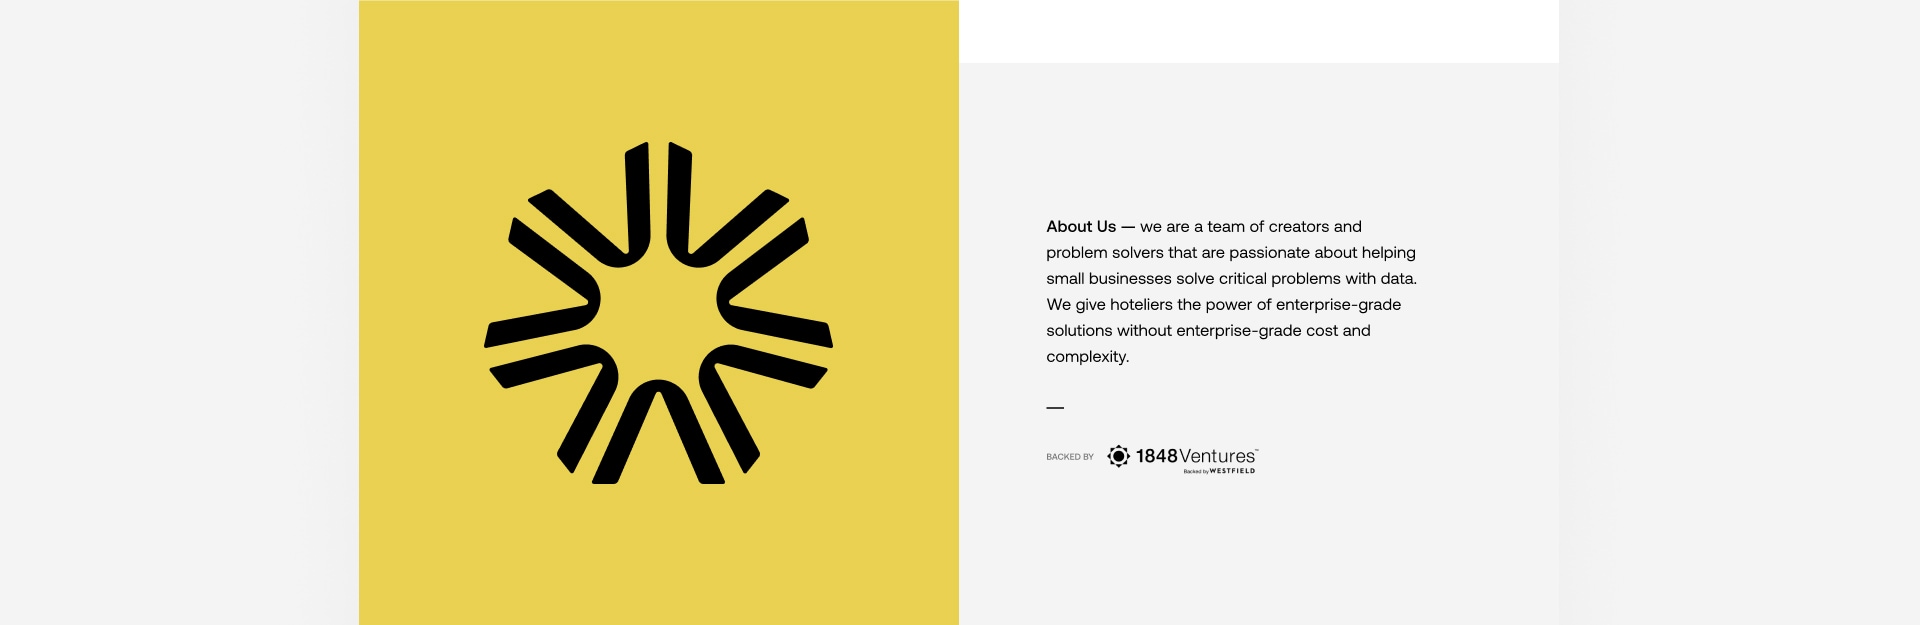 About Us — we are a team of creators and
problem solvers that are passionate about helping
small businesses solve critical problems with data.
We give hoteliers the power of enterprise-grade
solutions without enterprise-grade cost and
complexity.
—
BACKED BY 1848 Ventures™
Backed by WESTFIELD